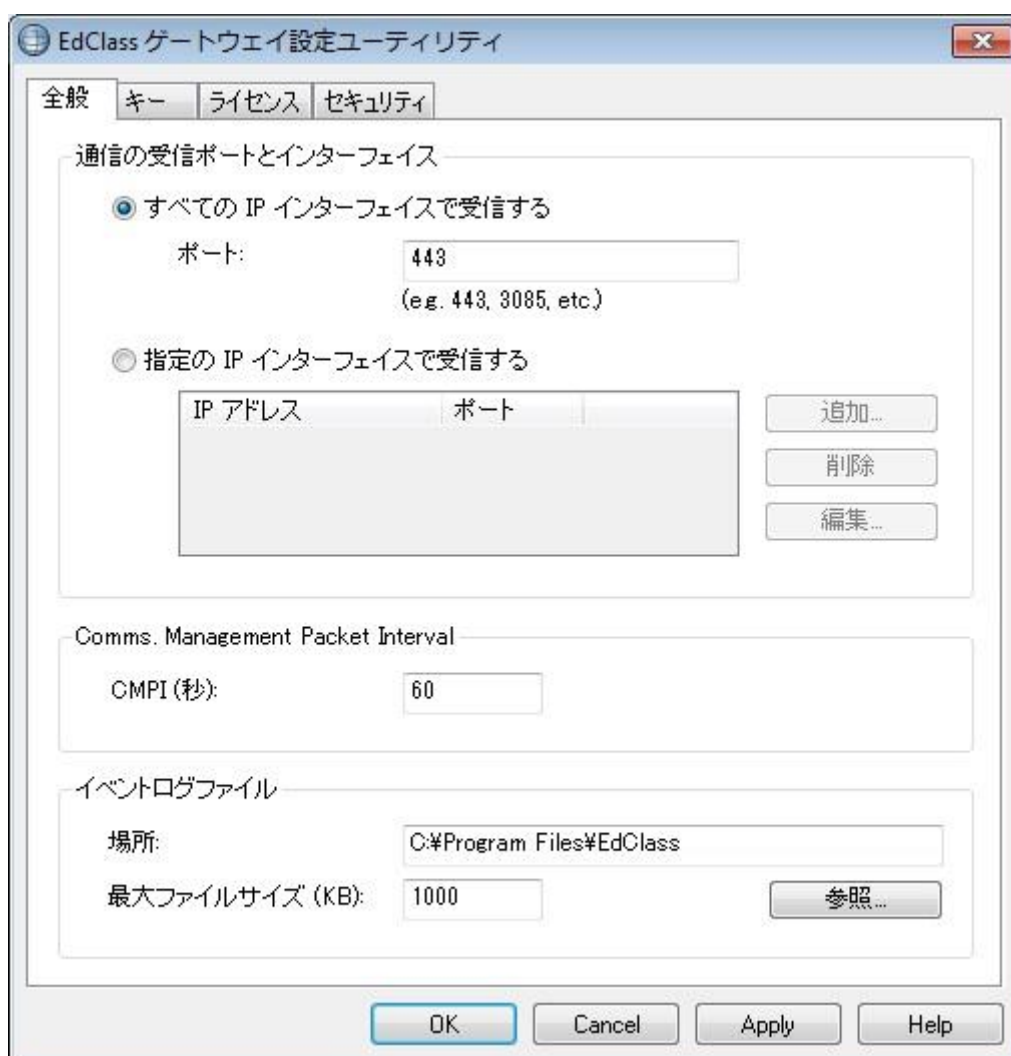 EdClass ゲートウェイ設定ユーティリティ
全般 キー ライセンス セキュリティ
通信の受信ポートとインターフェイス
すべての IP インターフェイスで受信する
ポート: 443
(e.g. 443, 3085, etc.)
指定の IP インターフェイスで受信する
IP アドレス ポート
追加...
削除
編集...
Comms. Management Packet Interval
CMPI (秒): 60
イベントログファイル
場所: C:¥Program Files¥EdClass
最大ファイルサイズ (KB): 1000 参照...
OK Cancel Apply Help